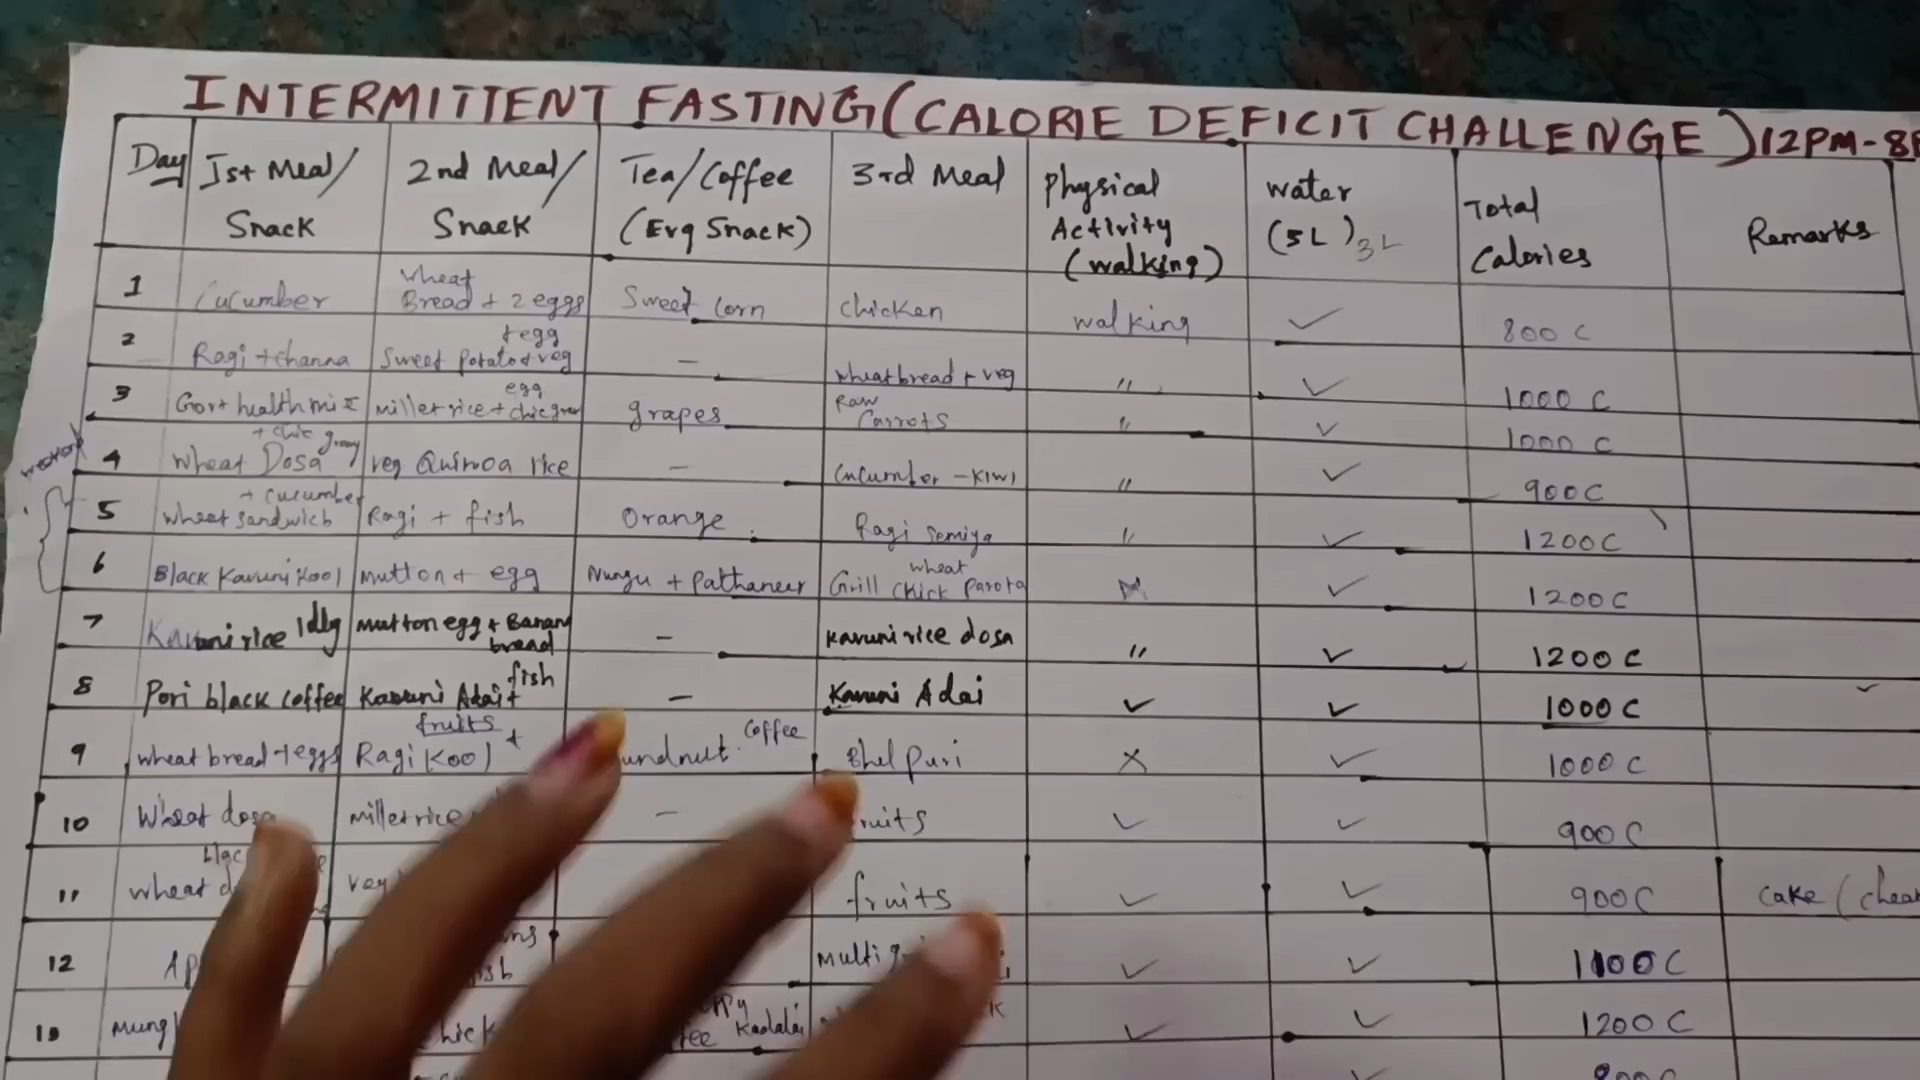 INTERMITTENT FASTING (CALORIE DEFICIT CHALLENGE) 12PM-8
Day 1st Meal/ Snack 2nd Meal/ Snack Tea/Coffee (Evg Snack) 3rd Meal Physical Activity (walking) water (5L) 3L Total Calories Remarks
1 Cucumber wheat Bread + 2 eggs Sweet corn chicken walking ✓ 800 C
2 Ragi + channa Sweet potato + veg + egg - wheat bread + veg " ✓ 1000 C
3 Govt health mix millet rice + egg grapes Raw Carrots " ✓ 1000 C
4 wheat Dosa + chic gravy veg Quinoa rice - Cucumber - Kiwi " ✓ 900 C
5 wheat sandwich + cucumber Ragi + fish Orange Ragi Semiya " ✓ 1200 C
6 Black Kavuni Kool Mutton + egg Nungu + Pathaneer Grill chick wheat Parota ✓ 1200 C
7 Kavuni rice Idly Mutton egg + Banana bread - Kavuni rice dosa " ✓ 1200 C
8 Pori black coffee Kavuni Adai + fish - Kavuni Adai ✓ ✓ 1000 C
9 wheat bread + eggs Ragi Kool + fruits undnut Coffee Bhel Puri X ✓ 1000 C
10 Wheat dosa millet rice - ruits ✓ ✓ 900 C
11 wheat fruits ✓ ✓ 900 C cake (cheat
12 Multi ✓ ✓ 1100 C
13 Mung Kadalai ✓ ✓ 1200 C
✓ 800 C